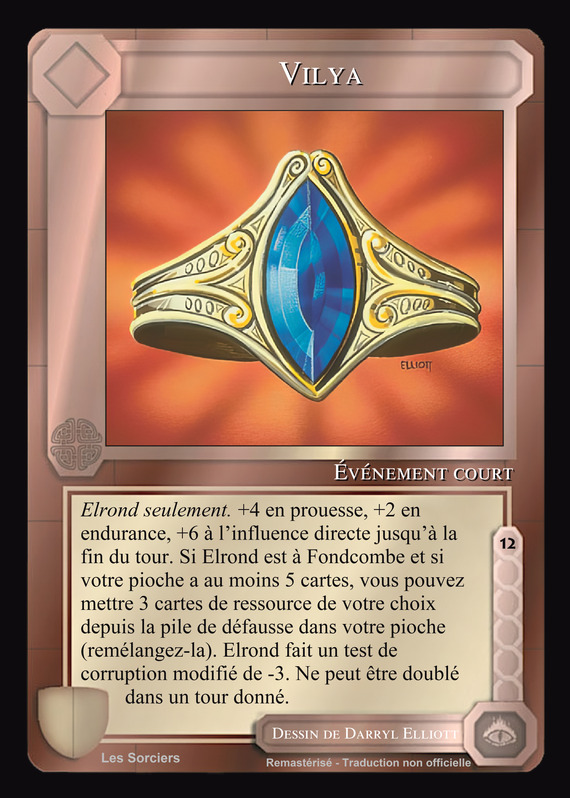 VILYA
ELLIOTT
ÉVÉNEMENT COURT
Elrond seulement. +4 en prouesse, +2 en
endurance, +6 à l’influence directe jusqu’à la
fin du tour. Si Elrond est à Fondcombe et si
votre pioche a au moins 5 cartes, vous pouvez
mettre 3 cartes de ressource de votre choix
depuis la pile de défausse dans votre pioche
(remélangez-la). Elrond fait un test de
corruption modifié de -3. Ne peut être doublé
dans un tour donné.
12
DESSIN DE DARRYL ELLIOTT
Les Sorciers
Remastérisé - Traduction non officielle